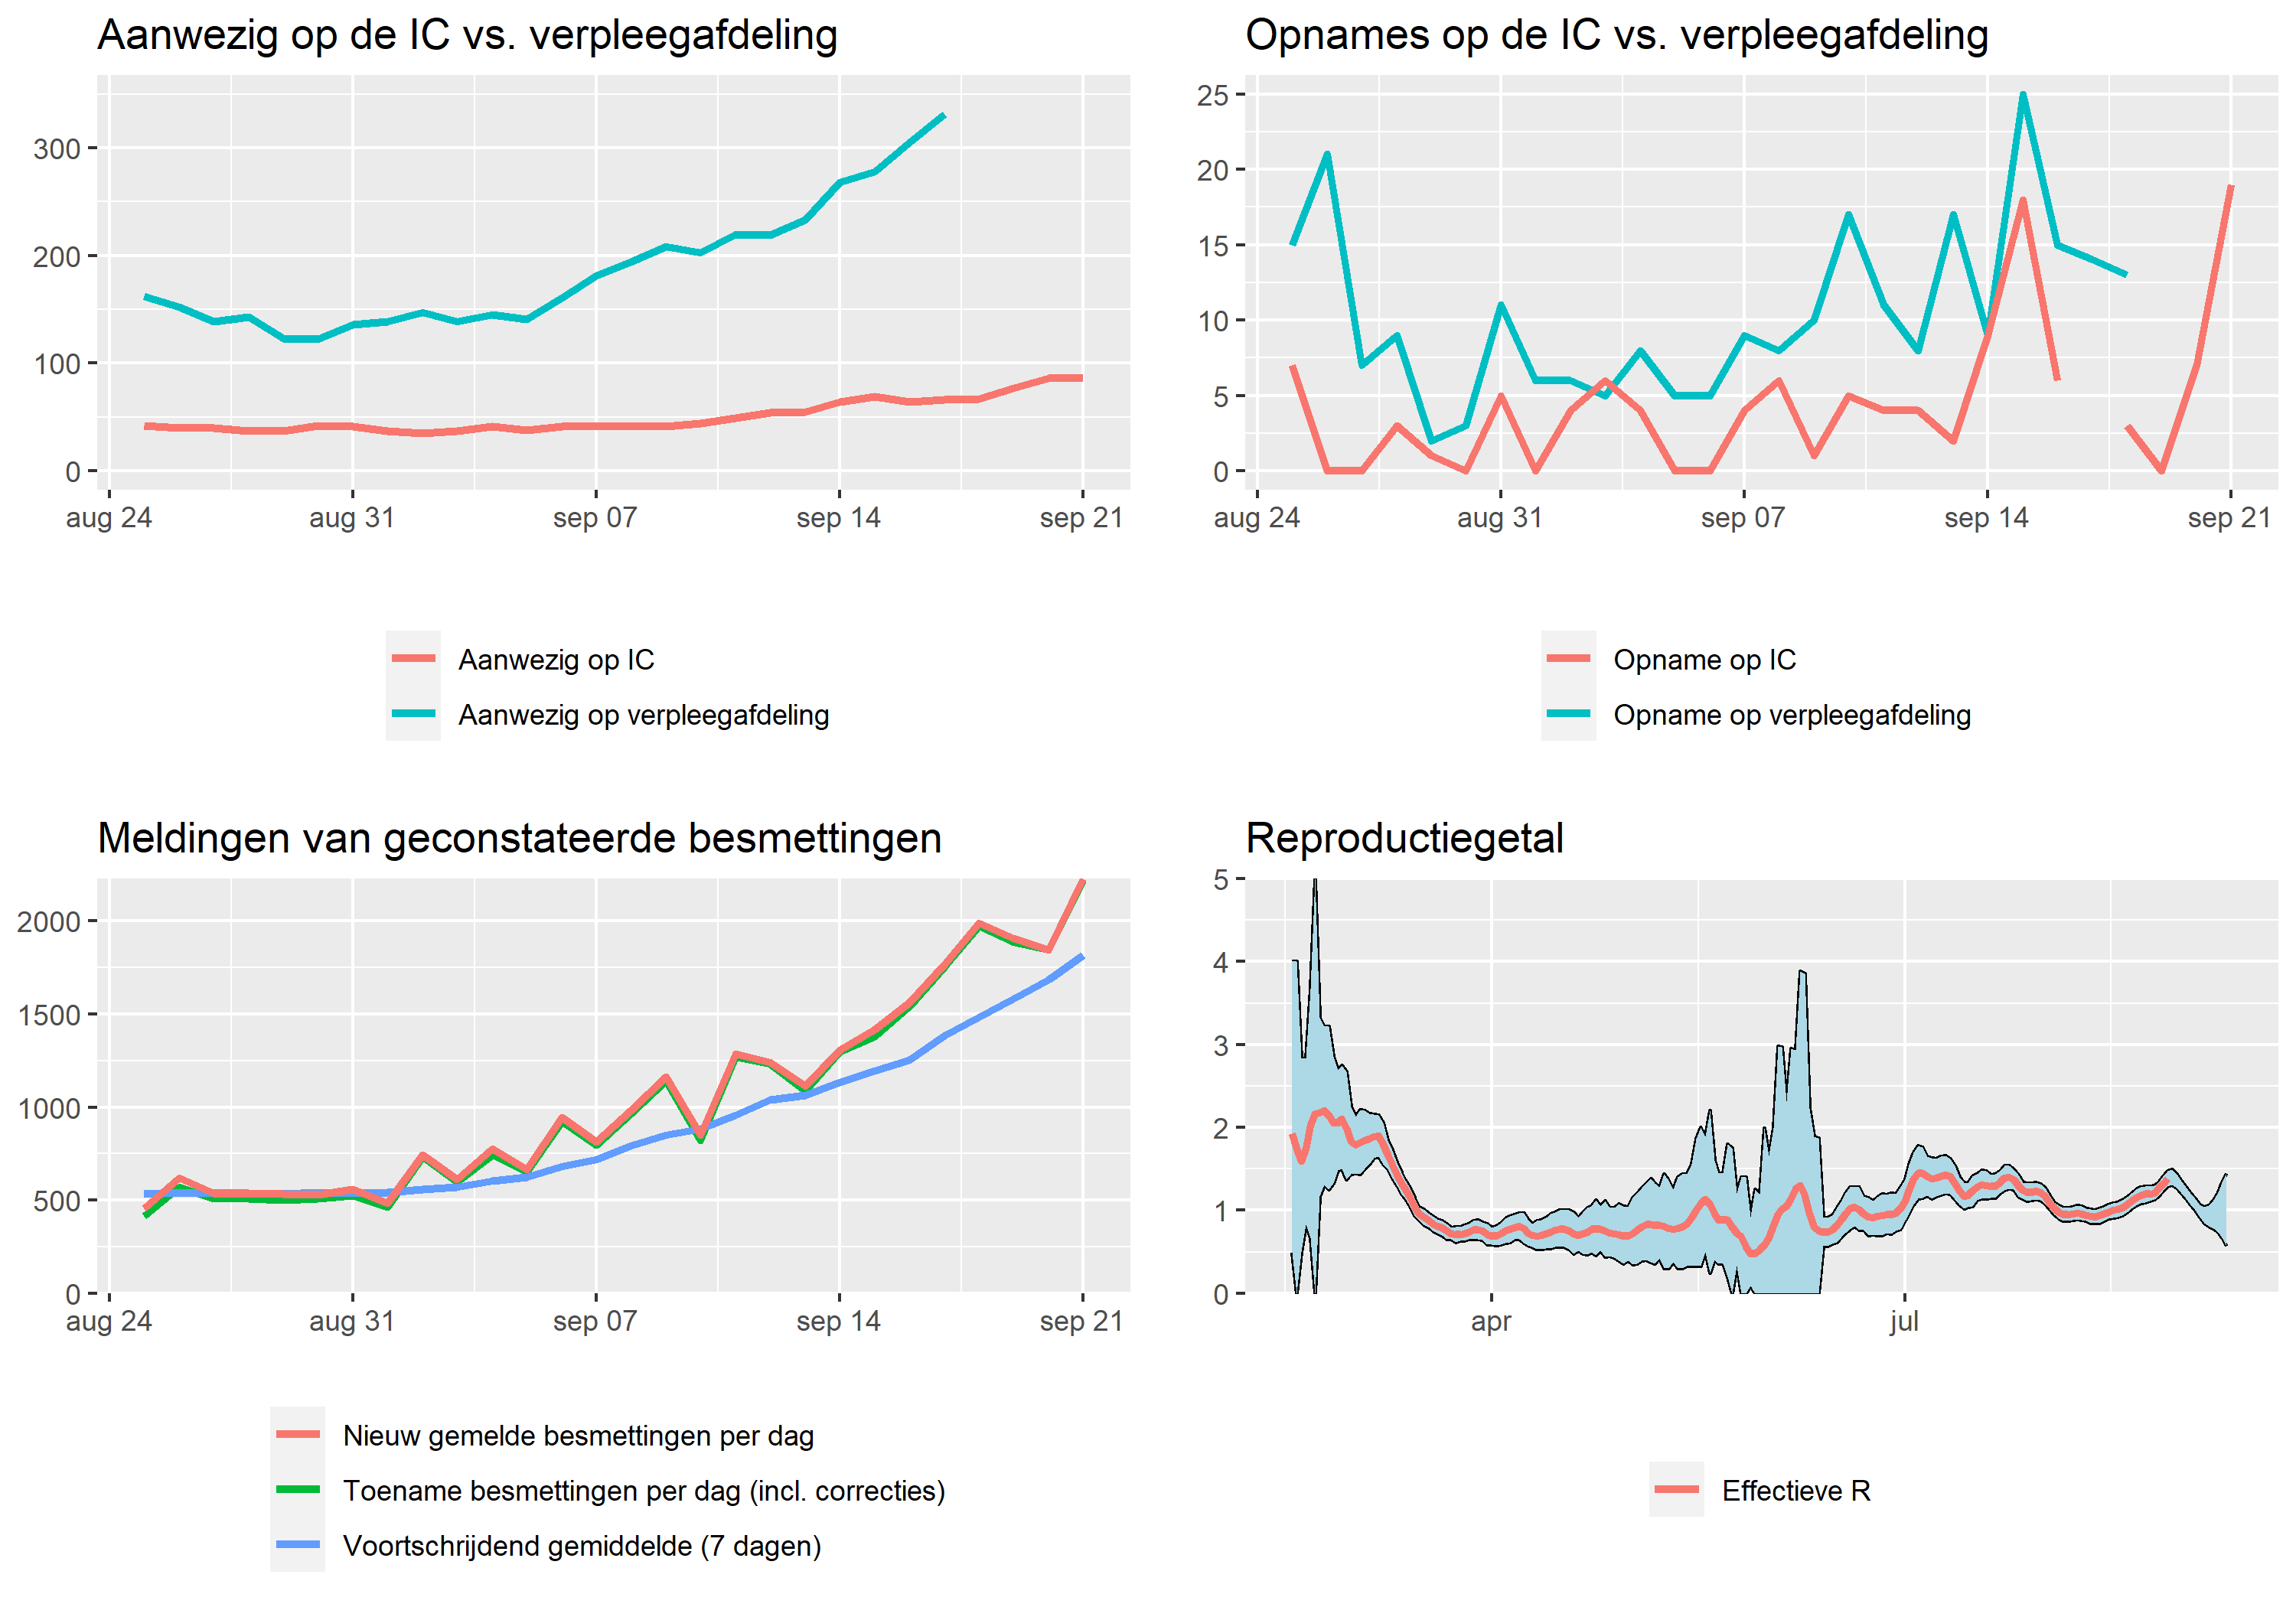 Aanwezig op de IC vs. verpleegafdeling
300
200
100
0
aug 24 aug 31 sep 07 sep 14 sep 21
Aanwezig op IC
Aanwezig op verpleegafdeling
Opnames op de IC vs. verpleegafdeling
25
20
15
10
5
0
aug 24 aug 31 sep 07 sep 14 sep 21
Opname op IC
Opname op verpleegafdeling
Meldingen van geconstateerde besmettingen
2000
1500
1000
500
0
aug 24 aug 31 sep 07 sep 14 sep 21
Nieuw gemelde besmettingen per dag
Toename besmettingen per dag (incl. correcties)
Voortschrijdend gemiddelde (7 dagen)
Reproductiegetal
5
4
3
2
1
0
apr jul
Effectieve R